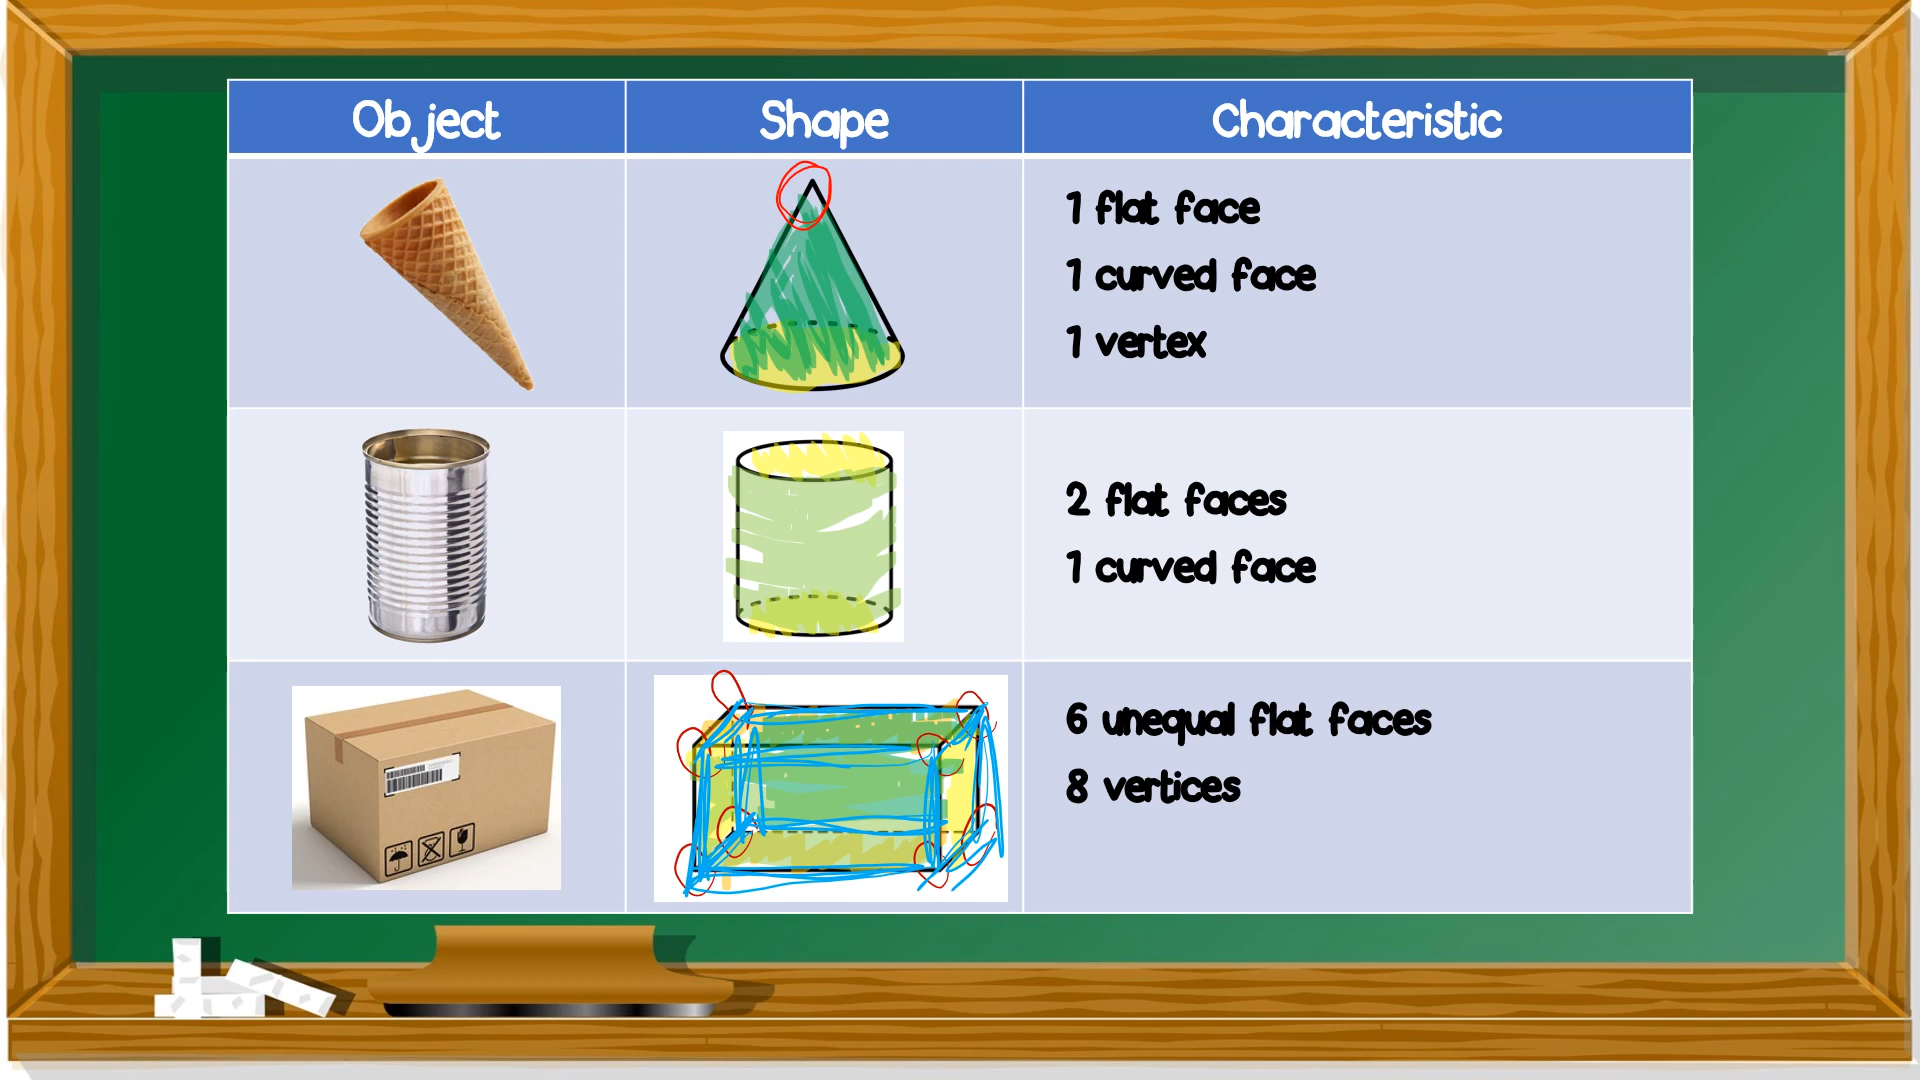 Object
Shape
Characteristic
1 flat face
1 curved face
1 vertex
2 flat faces
1 curved face
6 unequal flat faces
8 vertices